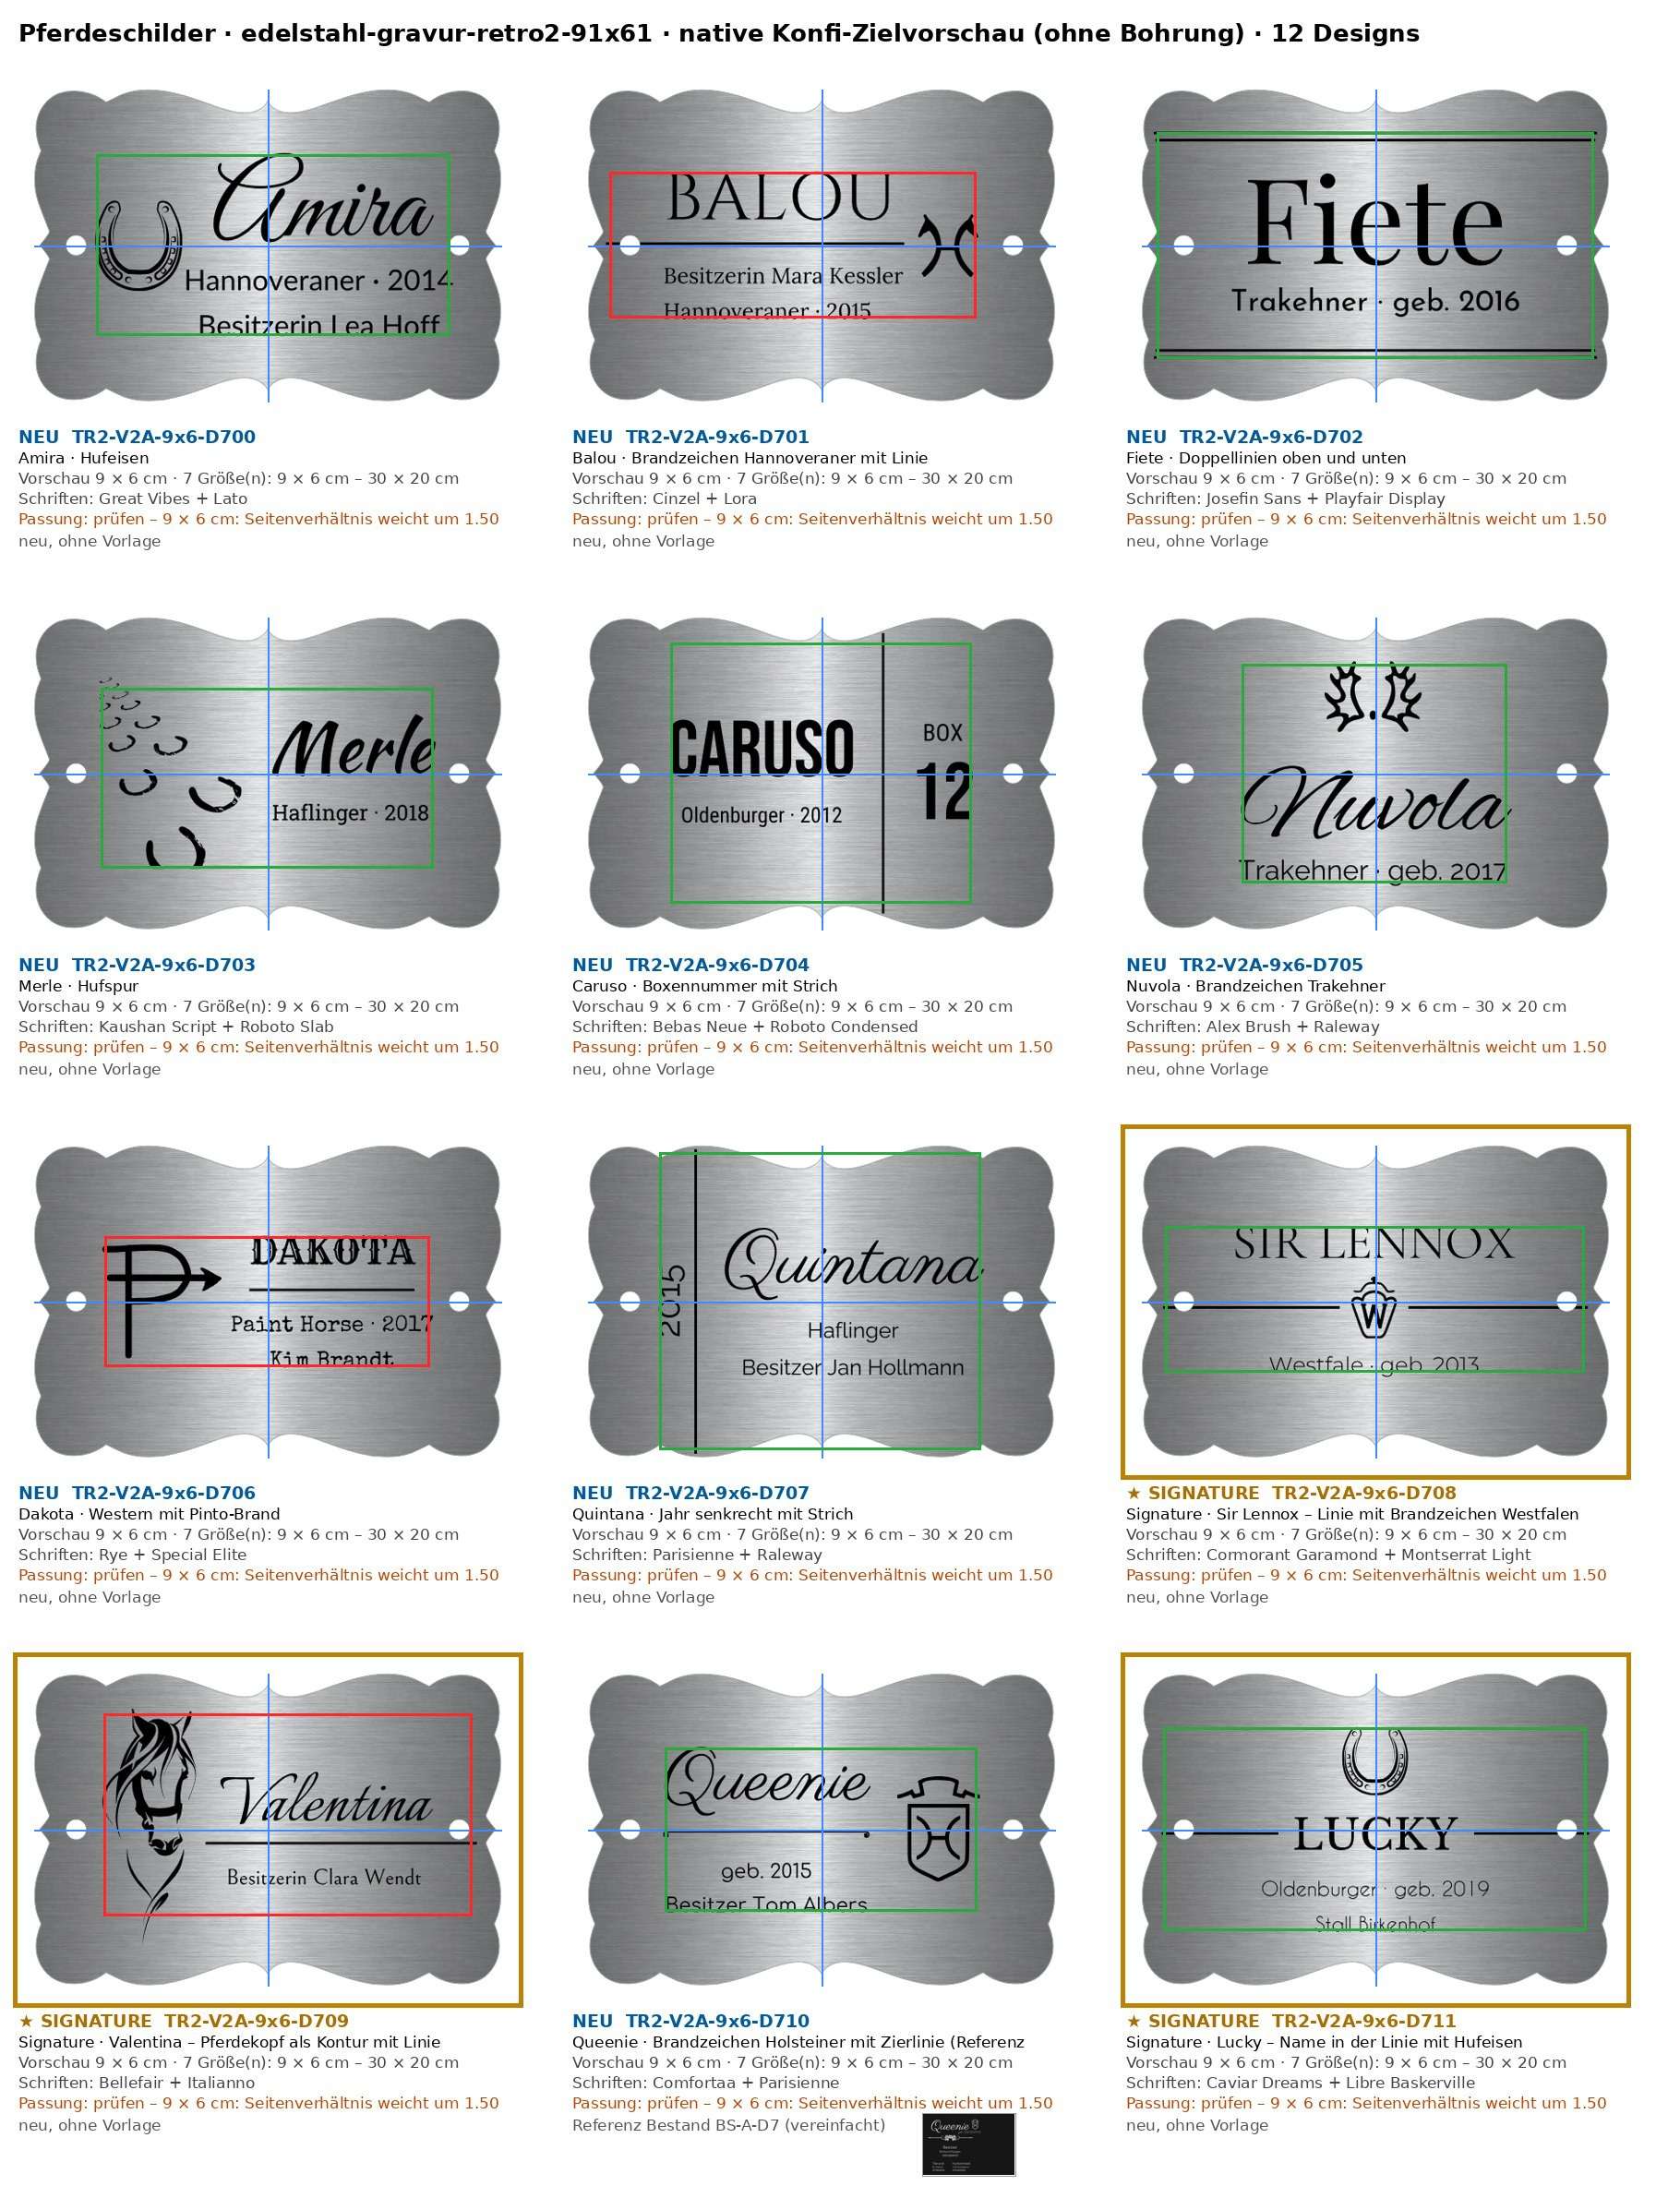 Pferdeschilder · edelstahl-gravur-retro2-91x61 · native Konfi-Zielvorschau (ohne Bohrung) · 12 Designs
Amira
Hannoveraner · 2014
Besitzerin Lea Hoff
NEU TR2-V2A-9x6-D700
Amira · Hufeisen
Vorschau 9 × 6 cm · 7 Größe(n): 9 × 6 cm – 30 × 20 cm
Schriften: Great Vibes + Lato
Passung: prüfen – 9 × 6 cm: Seitenverhältnis weicht um 1.50
neu, ohne Vorlage
BALOU
Besitzerin Mara Kessler
Hannoveraner · 2015
NEU TR2-V2A-9x6-D701
Balou · Brandzeichen Hannoveraner mit Linie
Vorschau 9 × 6 cm · 7 Größe(n): 9 × 6 cm – 30 × 20 cm
Schriften: Cinzel + Lora
Passung: prüfen – 9 × 6 cm: Seitenverhältnis weicht um 1.50
neu, ohne Vorlage
Fiete
Trakehner · geb. 2016
NEU TR2-V2A-9x6-D702
Fiete · Doppellinien oben und unten
Vorschau 9 × 6 cm · 7 Größe(n): 9 × 6 cm – 30 × 20 cm
Schriften: Josefin Sans + Playfair Display
Passung: prüfen – 9 × 6 cm: Seitenverhältnis weicht um 1.50
neu, ohne Vorlage
Merle
Haflinger · 2018
NEU TR2-V2A-9x6-D703
Merle · Hufspur
Vorschau 9 × 6 cm · 7 Größe(n): 9 × 6 cm – 30 × 20 cm
Schriften: Kaushan Script + Roboto Slab
Passung: prüfen – 9 × 6 cm: Seitenverhältnis weicht um 1.50
neu, ohne Vorlage
CARUSO
Oldenburger · 2012
BOX
12
NEU TR2-V2A-9x6-D704
Caruso · Boxennummer mit Strich
Vorschau 9 × 6 cm · 7 Größe(n): 9 × 6 cm – 30 × 20 cm
Schriften: Bebas Neue + Roboto Condensed
Passung: prüfen – 9 × 6 cm: Seitenverhältnis weicht um 1.50
neu, ohne Vorlage
Nuvola
Trakehner · geb. 2017
NEU TR2-V2A-9x6-D705
Nuvola · Brandzeichen Trakehner
Vorschau 9 × 6 cm · 7 Größe(n): 9 × 6 cm – 30 × 20 cm
Schriften: Alex Brush + Raleway
Passung: prüfen – 9 × 6 cm: Seitenverhältnis weicht um 1.50
neu, ohne Vorlage
DAKOTA
Paint Horse · 2017
Kim Brandt
NEU TR2-V2A-9x6-D706
Dakota · Western mit Pinto-Brand
Vorschau 9 × 6 cm · 7 Größe(n): 9 × 6 cm – 30 × 20 cm
Schriften: Rye + Special Elite
Passung: prüfen – 9 × 6 cm: Seitenverhältnis weicht um 1.50
neu, ohne Vorlage
2015
Quintana
Haflinger
Besitzer Jan Hollmann
NEU TR2-V2A-9x6-D707
Quintana · Jahr senkrecht mit Strich
Vorschau 9 × 6 cm · 7 Größe(n): 9 × 6 cm – 30 × 20 cm
Schriften: Parisienne + Raleway
Passung: prüfen – 9 × 6 cm: Seitenverhältnis weicht um 1.50
neu, ohne Vorlage
SIR LENNOX
W
Westfale · geb. 2013
★ SIGNATURE TR2-V2A-9x6-D708
Signature · Sir Lennox – Linie mit Brandzeichen Westfalen
Vorschau 9 × 6 cm · 7 Größe(n): 9 × 6 cm – 30 × 20 cm
Schriften: Cormorant Garamond + Montserrat Light
Passung: prüfen – 9 × 6 cm: Seitenverhältnis weicht um 1.50
neu, ohne Vorlage
Valentina
Besitzerin Clara Wendt
★ SIGNATURE TR2-V2A-9x6-D709
Signature · Valentina – Pferdekopf als Kontur mit Linie
Vorschau 9 × 6 cm · 7 Größe(n): 9 × 6 cm – 30 × 20 cm
Schriften: Bellefair + Italianno
Passung: prüfen – 9 × 6 cm: Seitenverhältnis weicht um 1.50
neu, ohne Vorlage
Queenie
geb. 2015
Besitzer Tom Albers
NEU TR2-V2A-9x6-D710
Queenie · Brandzeichen Holsteiner mit Zierlinie (Referenz
Vorschau 9 × 6 cm · 7 Größe(n): 9 × 6 cm – 30 × 20 cm
Schriften: Comfortaa + Parisienne
Passung: prüfen – 9 × 6 cm: Seitenverhältnis weicht um 1.50
Referenz Bestand BS-A-D7 (vereinfacht)
Queenie
LUCKY
Oldenburger · geb. 2019
Stall Birkenhof
★ SIGNATURE TR2-V2A-9x6-D711
Signature · Lucky – Name in der Linie mit Hufeisen
Vorschau 9 × 6 cm · 7 Größe(n): 9 × 6 cm – 30 × 20 cm
Schriften: Caviar Dreams + Libre Baskerville
Passung: prüfen – 9 × 6 cm: Seitenverhältnis weicht um 1.50
neu, ohne Vorlage